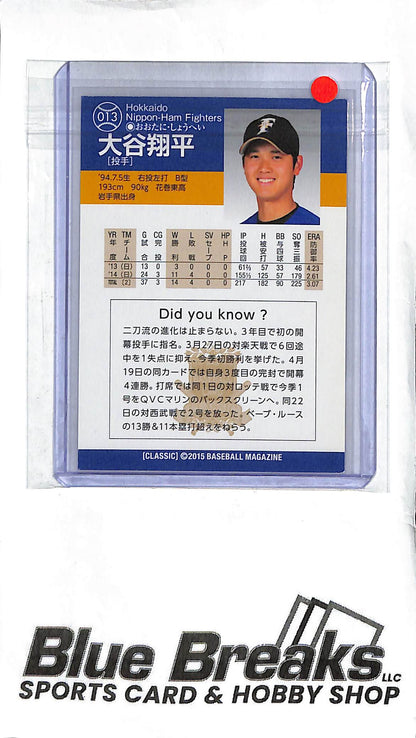 013
Hokkaido
Nippon-Ham Fighters
●おおたに・しょうへい
大谷翔平
[投手]
'94.7.5生 右投左打 B型
193cm 90kg 花巻東高
岩手県出身
YR TM G CG W L SV HP IP H BB SO ERA
年度 チーム 試合 完投 勝利 敗戦 セーブ HP 投球回 被安打 与四球 奪三振 防御率
'13 (日) 13 0 3 0 0 0 61⅔ 57 33 46 4.23
'14 (日) 24 3 11 4 0 1 155⅓ 125 57 179 2.61
TOTAL (2) 37 3 14 4 0 1 217 182 90 225 3.07
Did you know ?
二刀流の進化は止まらない。3年目で初の開
幕投手に指名。3月27日の対楽天戦で6回途
中を1失点に抑え、今季初勝利を挙げた。4月
19日の同カードでは自身3度目の完封で開幕
4連勝。打席では同1日の対ロッテ戦で今季1
号をQVCマリンのバックスクリーンへ。同22
日の対西武戦で2号を放った。ベーブ・ルース
の13勝&11本塁打超えをねらう。
[CLASSIC] ©2015 BASEBALL MAGAZINE
Blue Breaks LLC
SPORTS CARD & HOBBY SHOP